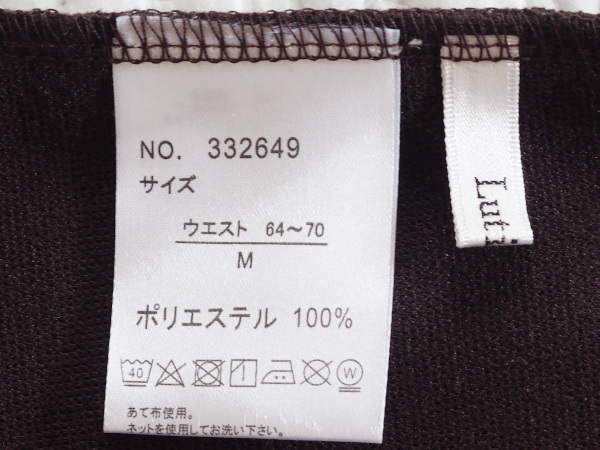 NO. 332649
サイズ
ウエスト 64～70
M
ポリエステル 100%
40
W
あて布使用。
ネットを使用してお洗い下さい。